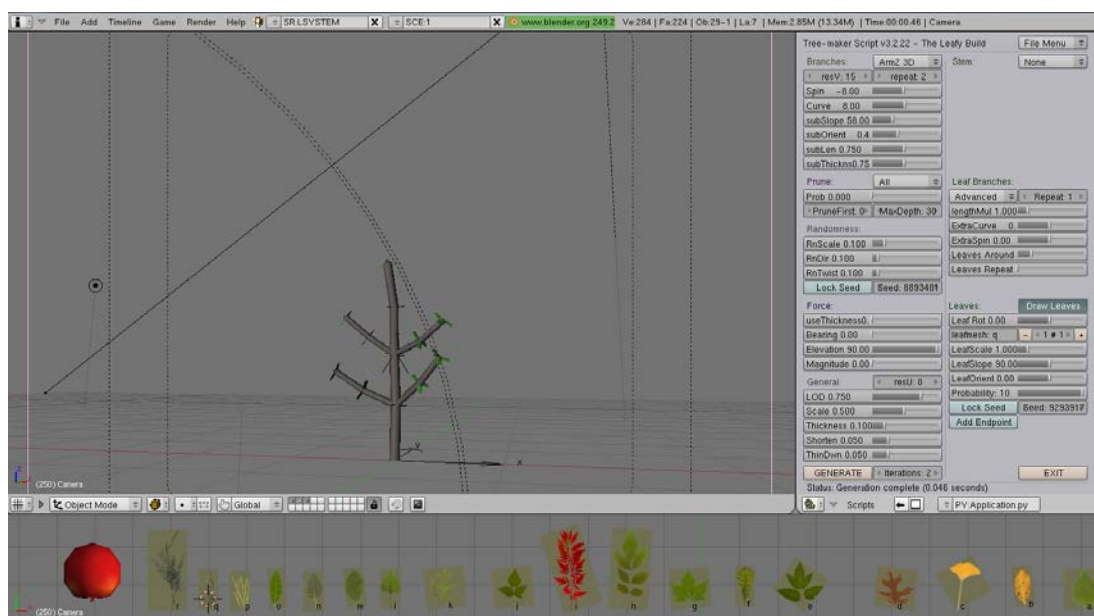 File Add Timeline Game Render Help SR:LSYSTEM SCE:1 www.blender.org 249.2 Ve:284 | Fa:224 | Ob:29-1 | La:7 | Mem:2.85M (13.34M) | Time:00:00.46 | Camera
Tree-maker Script v3.2.22 - The Leafy Build File Menu
Branches: Arm2 3D Stem: None
resV: 15 repeat: 2
Spin -8.00
Curve 8.00
subSlope 58.00
subOrient 0.4
subLen 0.750
subThickns0.75
Prune: All Leaf Branches:
Prob 0.000 Advanced Repeat: 1
PruneFirst: 0 MaxDepth: 30 lengthMul 1.000
Randomness: ExtraCurve 0.
RnScale 0.100 ExtraSpin 0.00
RnDir 0.100 Leaves Around
RnTwist 0.100 Leaves Repeat
Lock Seed Seed: 8893481
Force: Leaves: Draw Leaves
useThickness0. Leaf Rot 0.00
Bearing 0.00 leafmesh: q - 1 # 1 +
Elevation 90.00 LeafScale 1.000
Magnitude 0.00 LeafSlope 90.00
General resU: 8 LeafOrient 0.00
LOD 0.750 Probability: 10
Scale 0.500 Lock Seed Seed: 9293917
Thickness 0.100 Add Endpoint
Shorten 0.050
ThinDwn 0.050
GENERATE Iterations: 2 EXIT
Status: Generation complete (0.046 seconds)
y
x
z
(250) Camera
Object Mode Global Scripts PY:Application.py
r q p o n m l k j i h g f e d c b a
(250) Camera